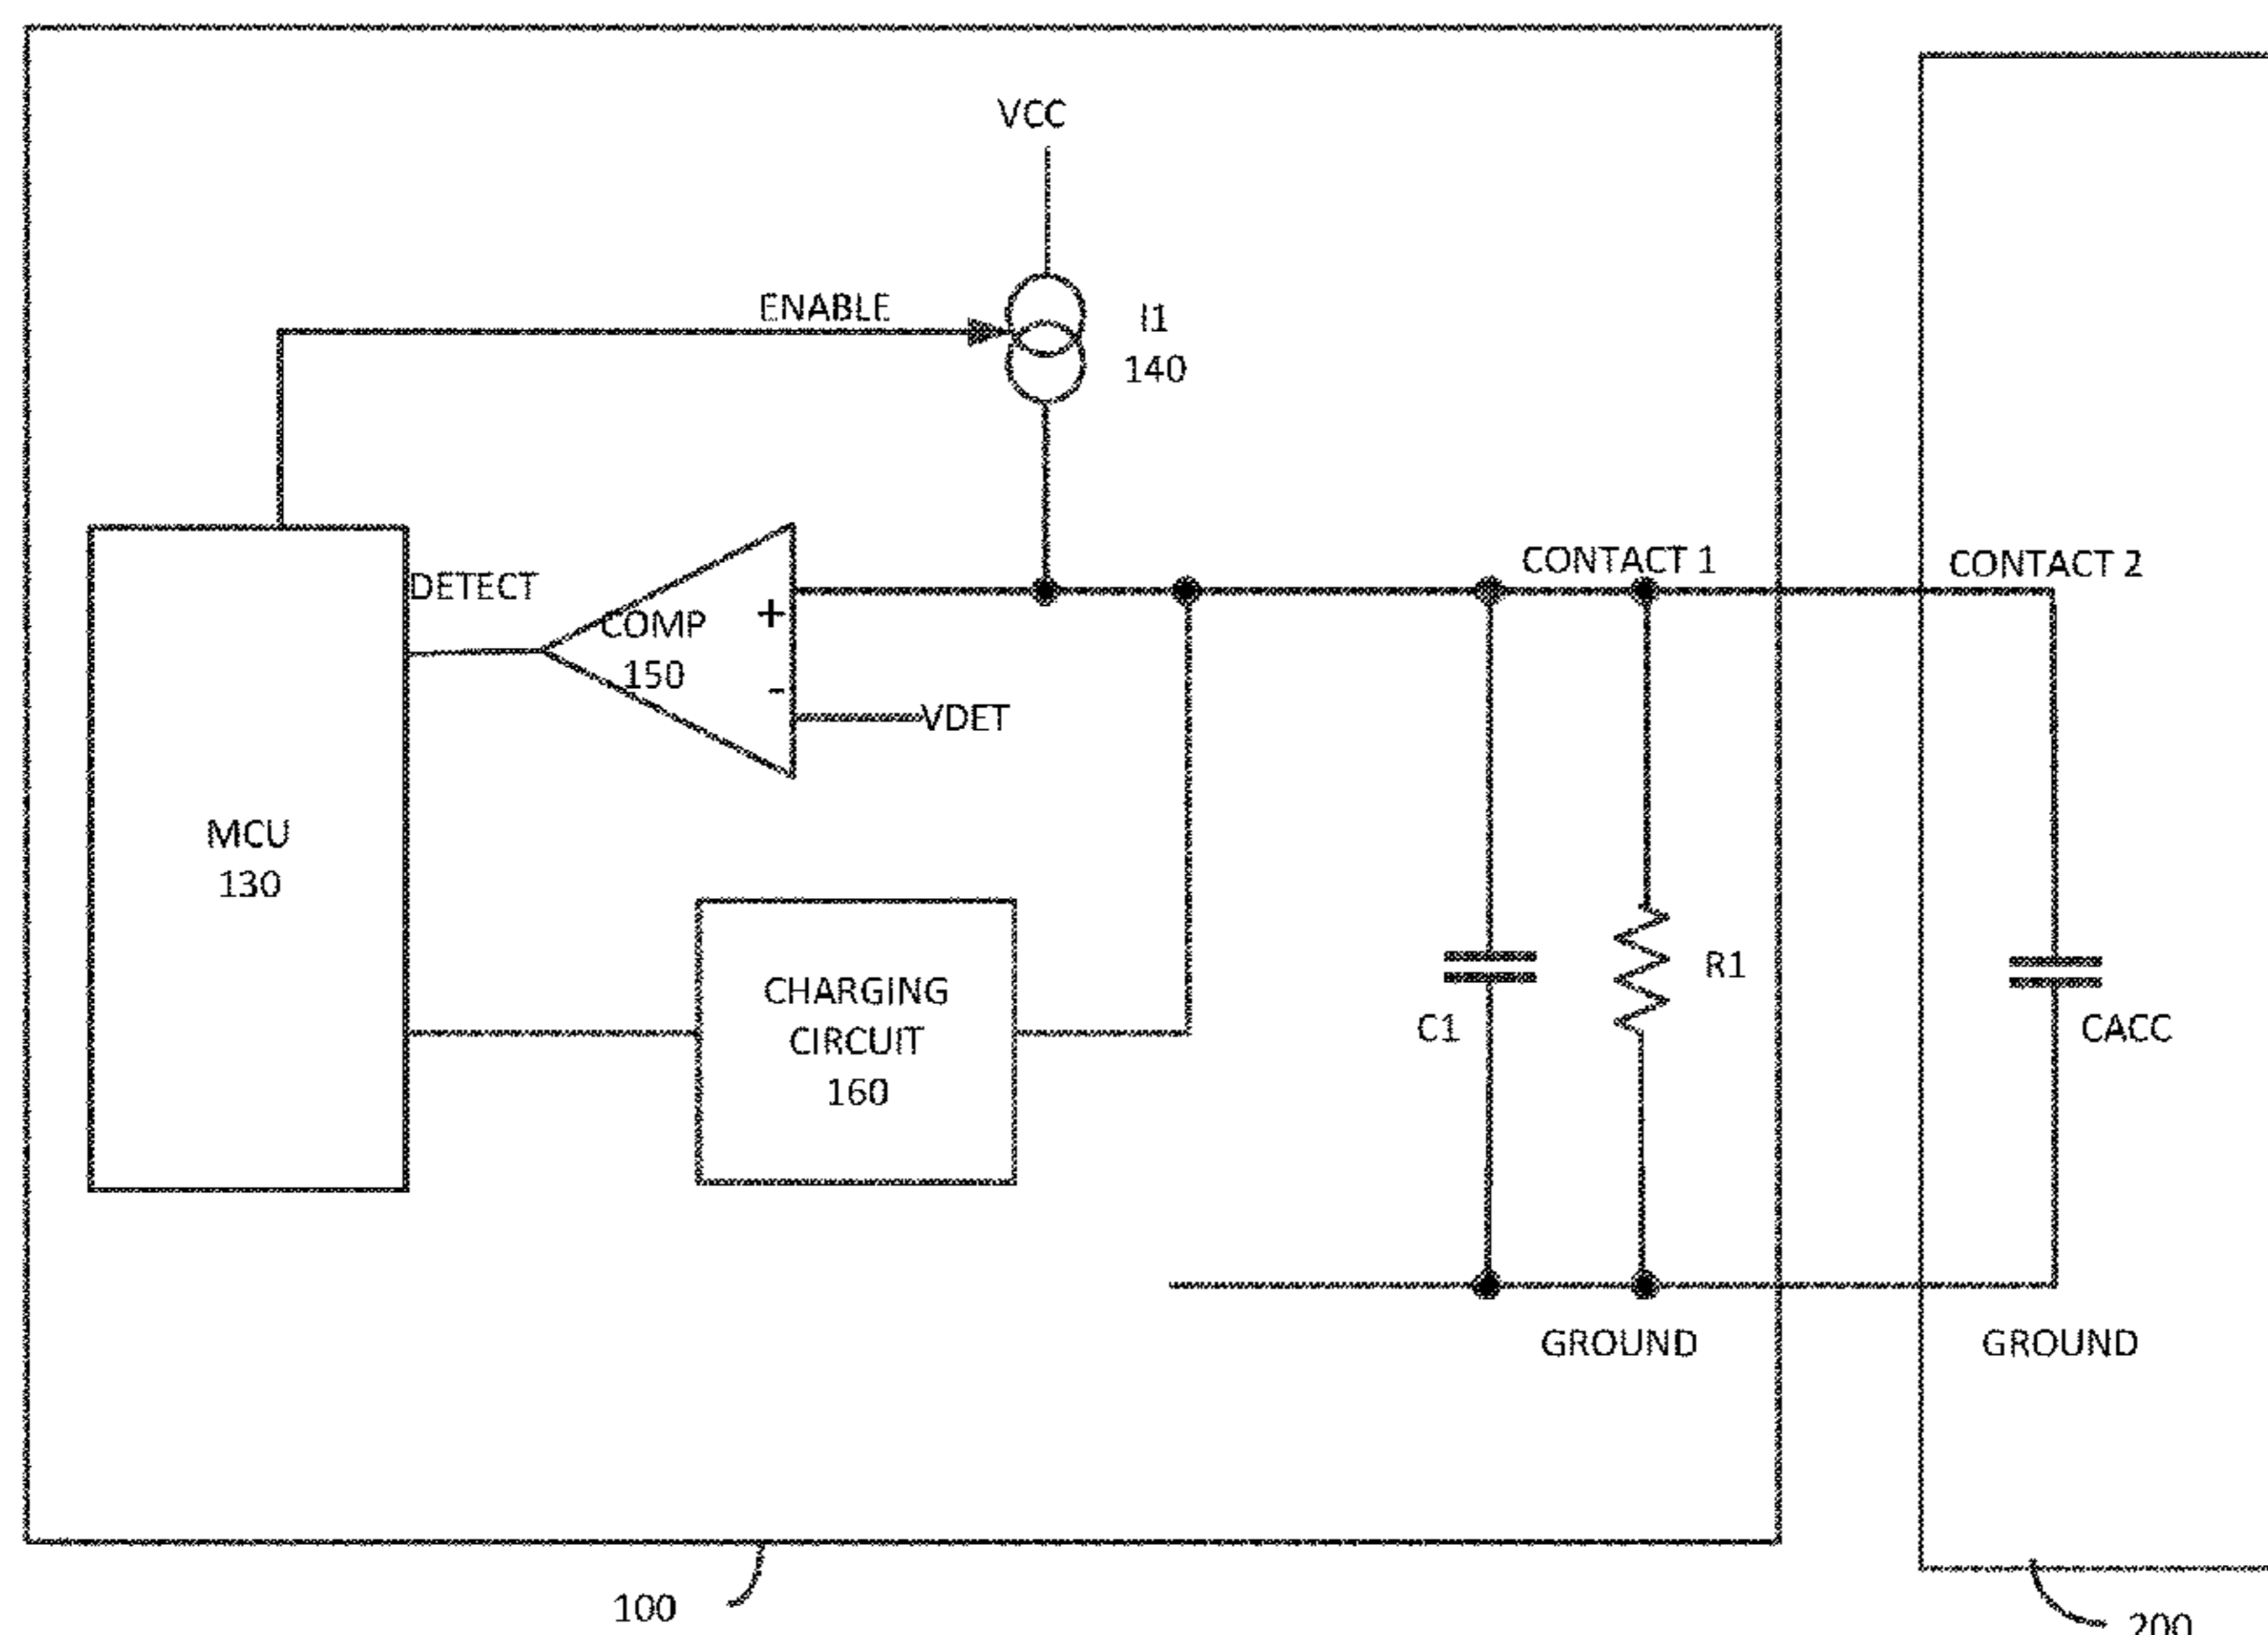 VCC
ENABLE
I1
140
CONTACT 1
CONTACT 2
DETECT
COMP
150
+
-
VDET
MCU
130
CHARGING
CIRCUIT
160
C1
R1
CACC
GROUND
GROUND
100
200